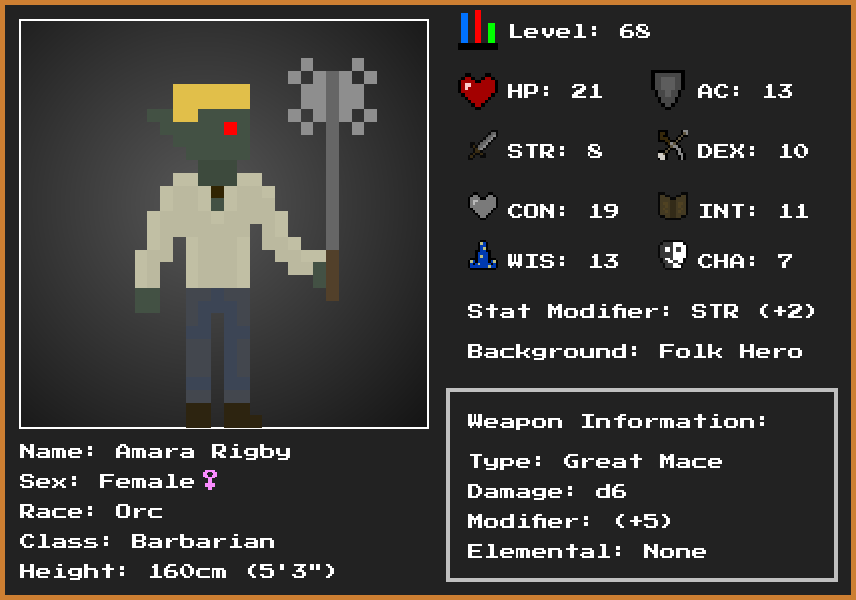 Level: 68
HP: 21 AC: 13
STR: 8 DEX: 10
CON: 19 INT: 11
WIS: 13 CHA: 7
Stat Modifier: STR (+2)
Background: Folk Hero
Weapon Information:
Type: Great Mace
Damage: d6
Modifier: (+5)
Elemental: None
Name: Amara Rigby
Sex: Female♀
Race: Orc
Class: Barbarian
Height: 160cm (5'3")